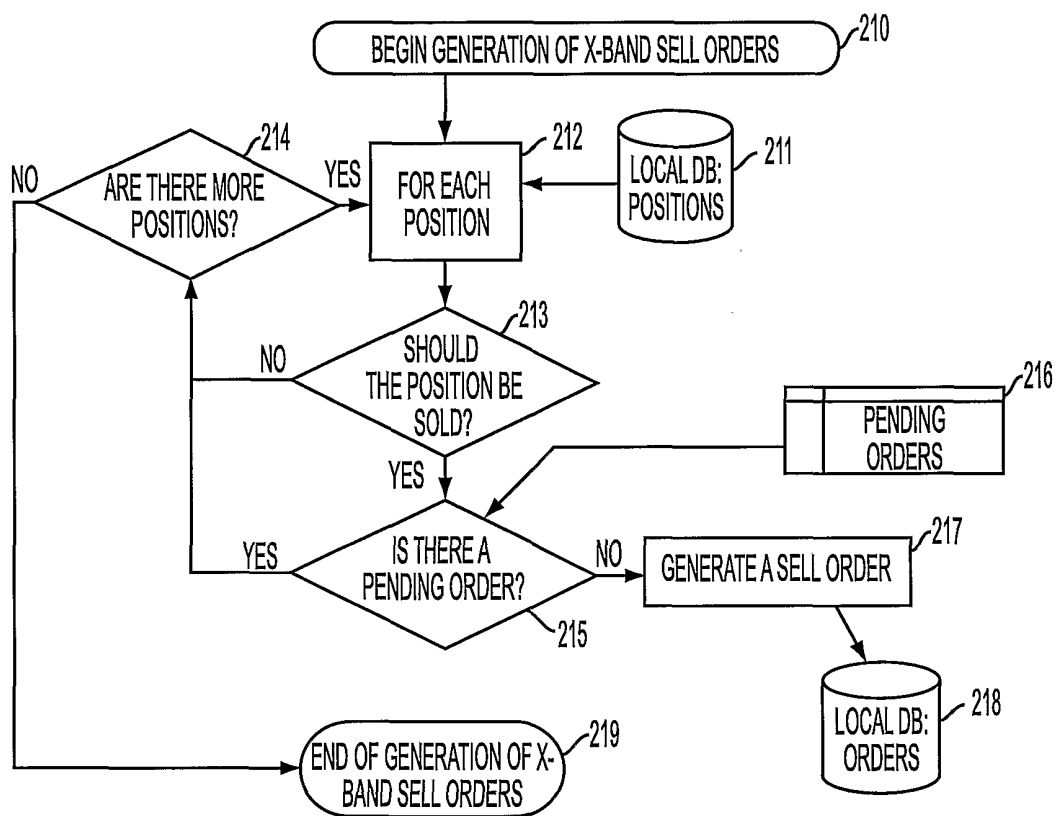 BEGIN GENERATION OF X-BAND SELL ORDERS
210
214
212
211
NO
ARE THERE MORE
POSITIONS?
YES
FOR EACH
POSITION
LOCAL DB:
POSITIONS
213
NO
SHOULD
THE POSITION BE
SOLD?
216
PENDING
ORDERS
YES
YES
IS THERE A
PENDING ORDER?
NO
217
GENERATE A SELL ORDER
215
218
LOCAL DB:
ORDERS
219
END OF GENERATION OF X-
BAND SELL ORDERS